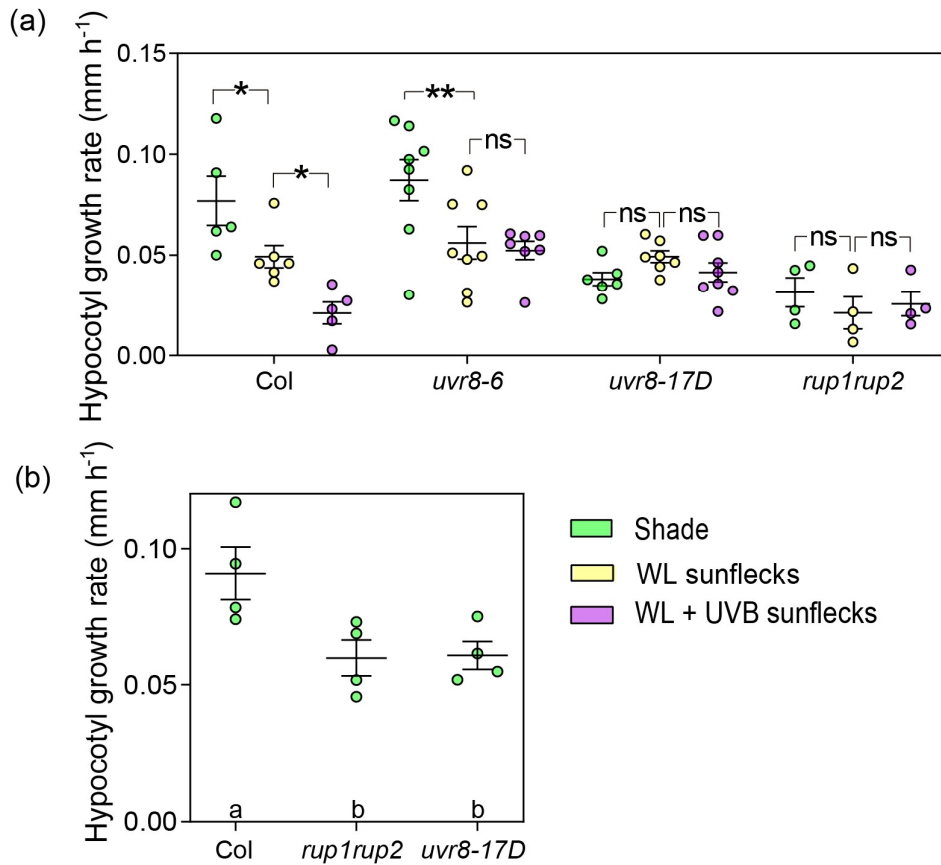 (a)
Hypocotyl growth rate (mm h-1)
0.15
0.10
0.05
0.00
* * ** ns ns ns ns ns
Col uvr8-6 uvr8-17D rup1rup2
(b)
Hypocotyl growth rate (mm h-1)
0.10
0.05
0.00
a b b
Col rup1rup2 uvr8-17D
Shade
WL sunflecks
WL + UVB sunflecks